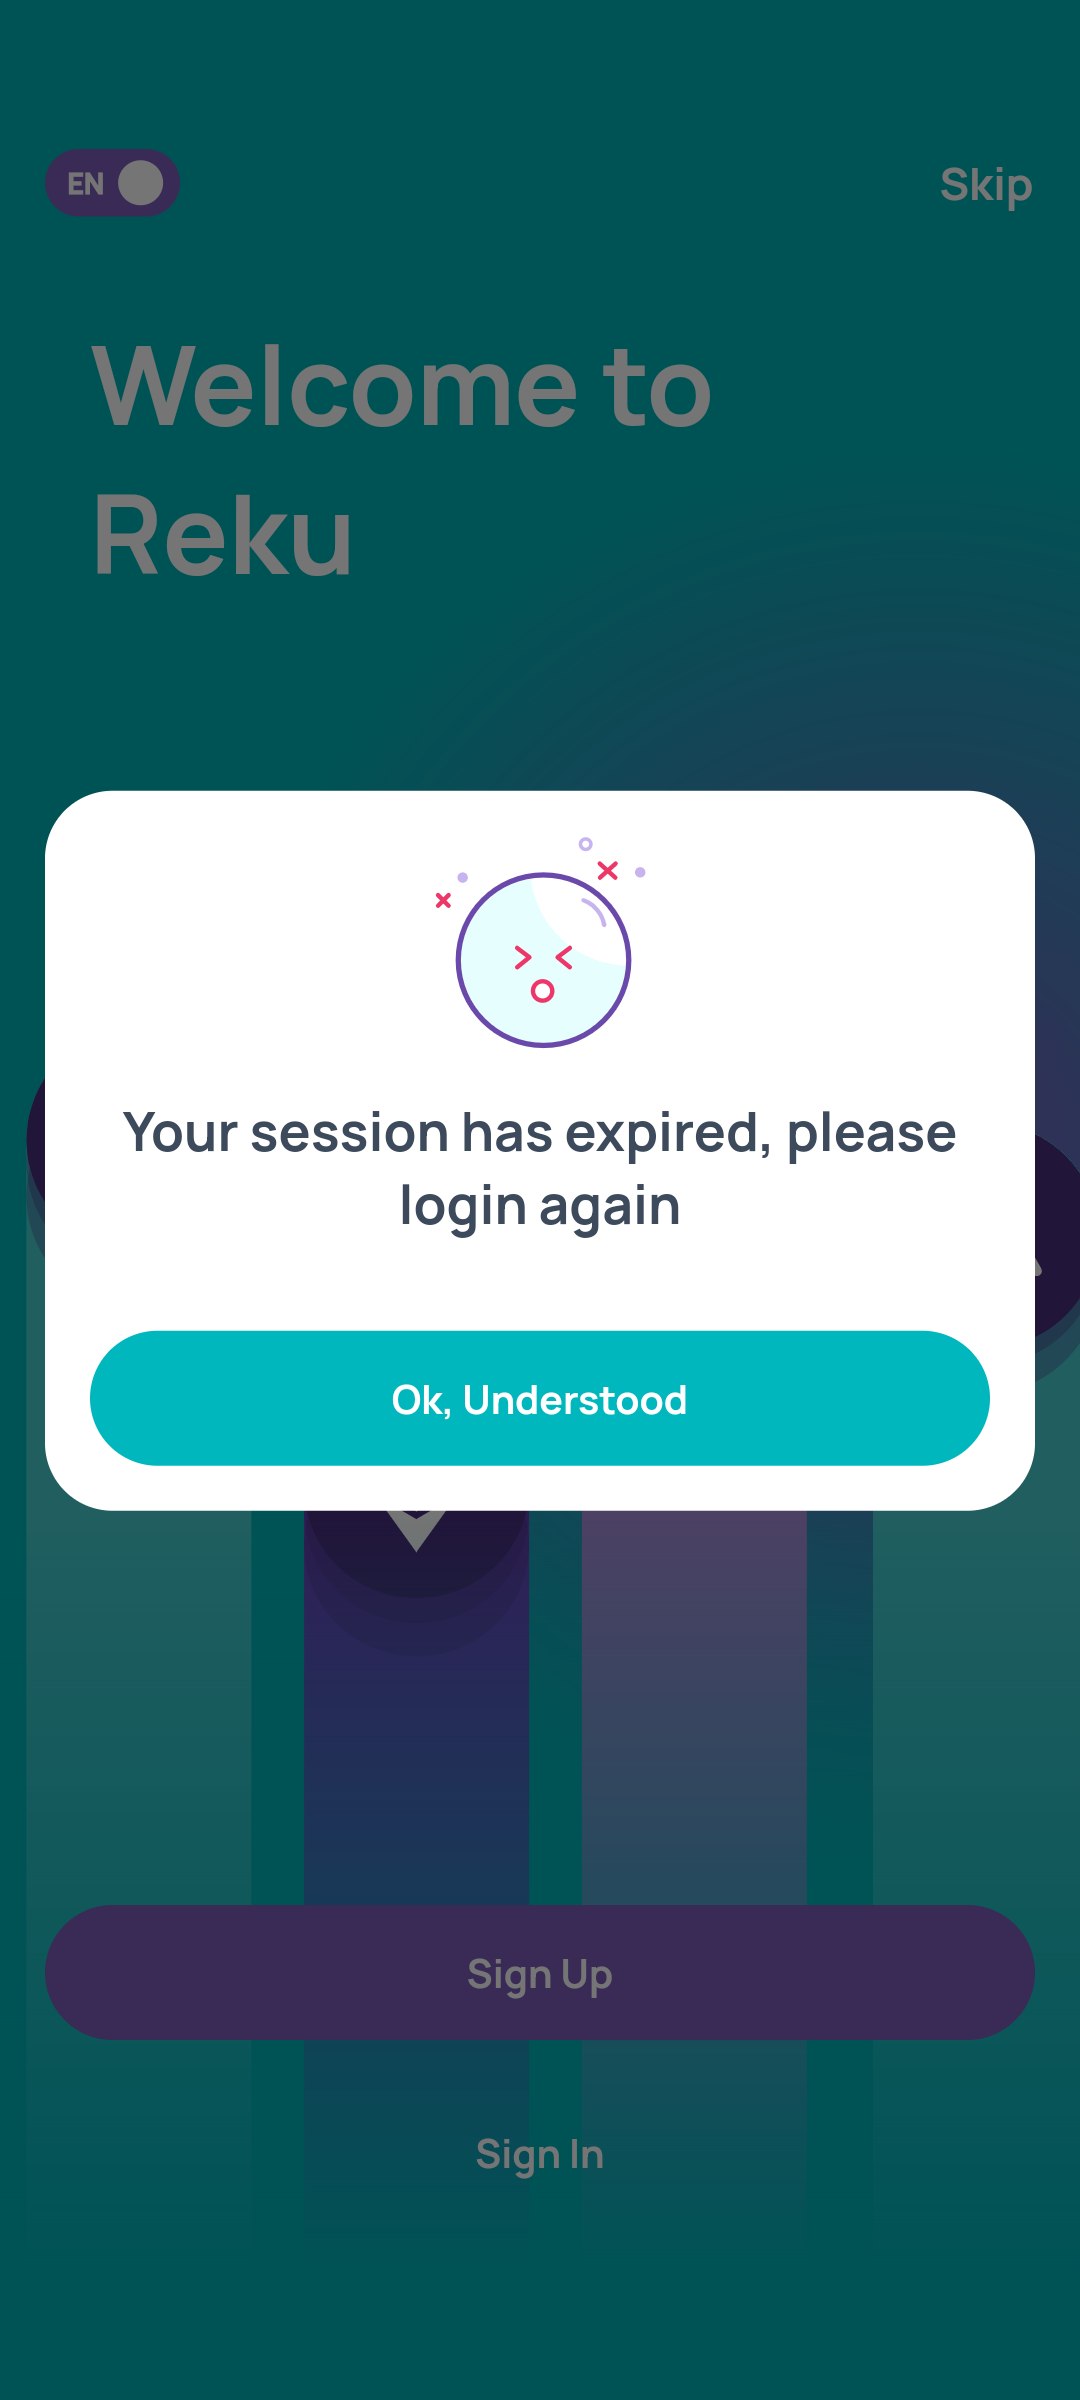 EN
Skip
Welcome to
Reku
Your session has expired, please
login again
Ok, Understood
Sign Up
Sign In